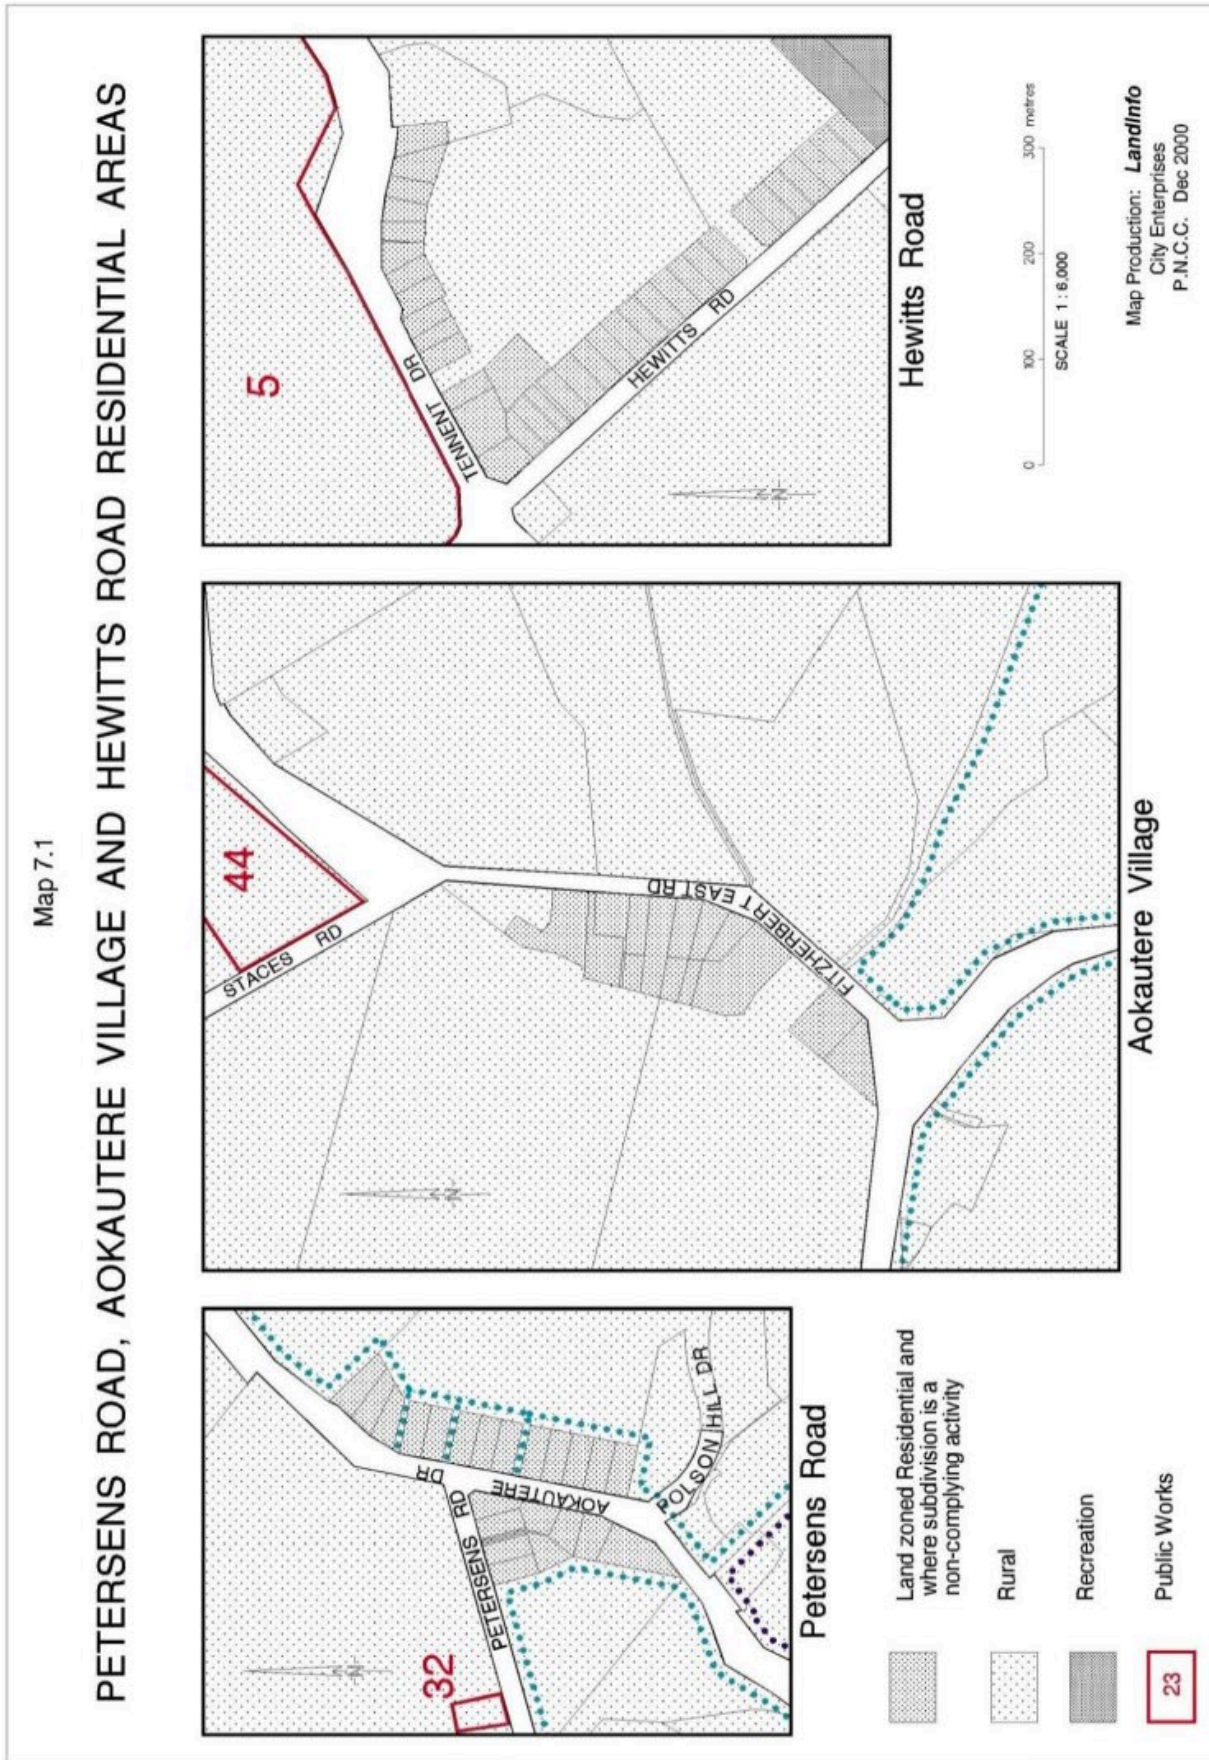 Map 7.1
PETERSENS ROAD, AOKAUTERE VILLAGE AND HEWITTS ROAD RESIDENTIAL AREAS
32
PETERSENS RD
AOKAUTERE
DR
POLSON HILL DR
N
Petersens Road
44
STACES RD
FITZHERBERT EAST RD
N
Aokautere Village
5
TENNENT DR
HEWITTS RD
N
Hewitts Road
Land zoned Residential and
where subdivision is a
non-complying activity
Rural
Recreation
23
Public Works
0 100 200 300 metres
SCALE 1 : 6,000
Map Production: LandInfo
City Enterprises
P.N.C.C. Dec 2000